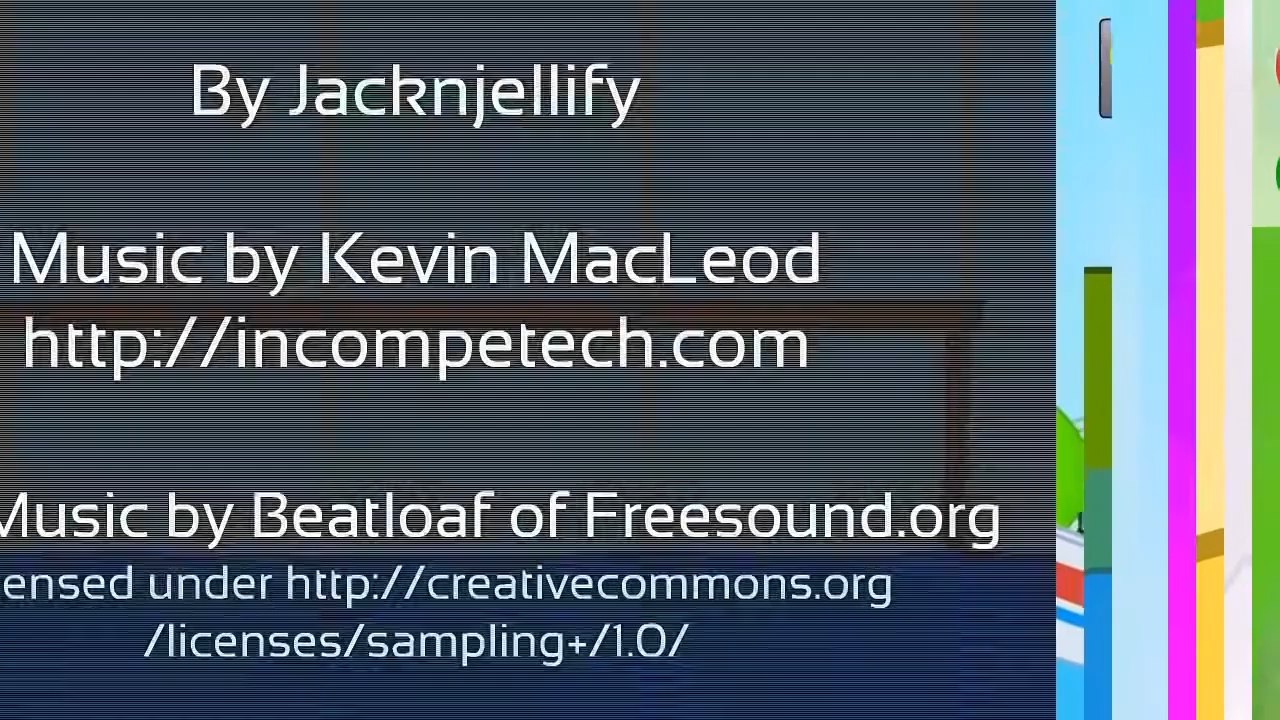 By Jacknjellify
Music by Kevin MacLeod
http://incompetech.com
Music by Beatloaf of Freesound.org
ensed under http://creativecommons.org
/licenses/sampling+/1.0/